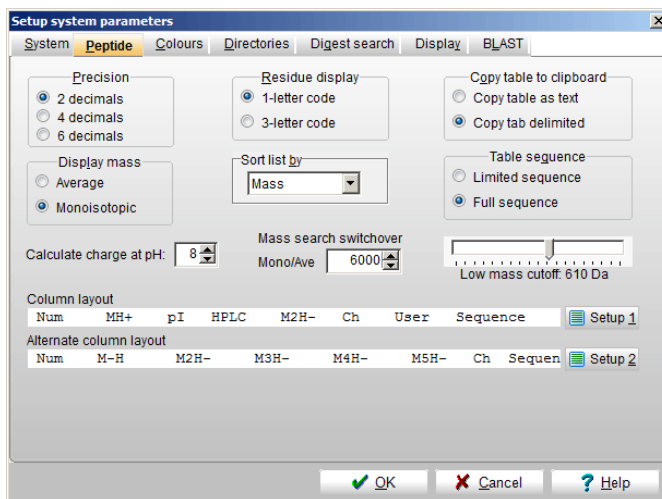 Setup system parameters
System Peptide Colours Directories Digest search Display BLAST
Precision
2 decimals
4 decimals
6 decimals
Residue display
1-letter code
3-letter code
Copy table to clipboard
Copy table as text
Copy tab delimited
Display mass
Average
Monoisotopic
Sort list by
Mass
Table sequence
Limited sequence
Full sequence
Calculate charge at pH: 8
Mass search switchover
Mono/Ave 6000
Low mass cutoff: 610 Da
Column layout
Num MH+ pI HPLC M2H- Ch User Sequence Setup 1
Alternate column layout
Num M-H M2H- M3H- M4H- M5H- Ch Sequen Setup 2
OK Cancel ? Help